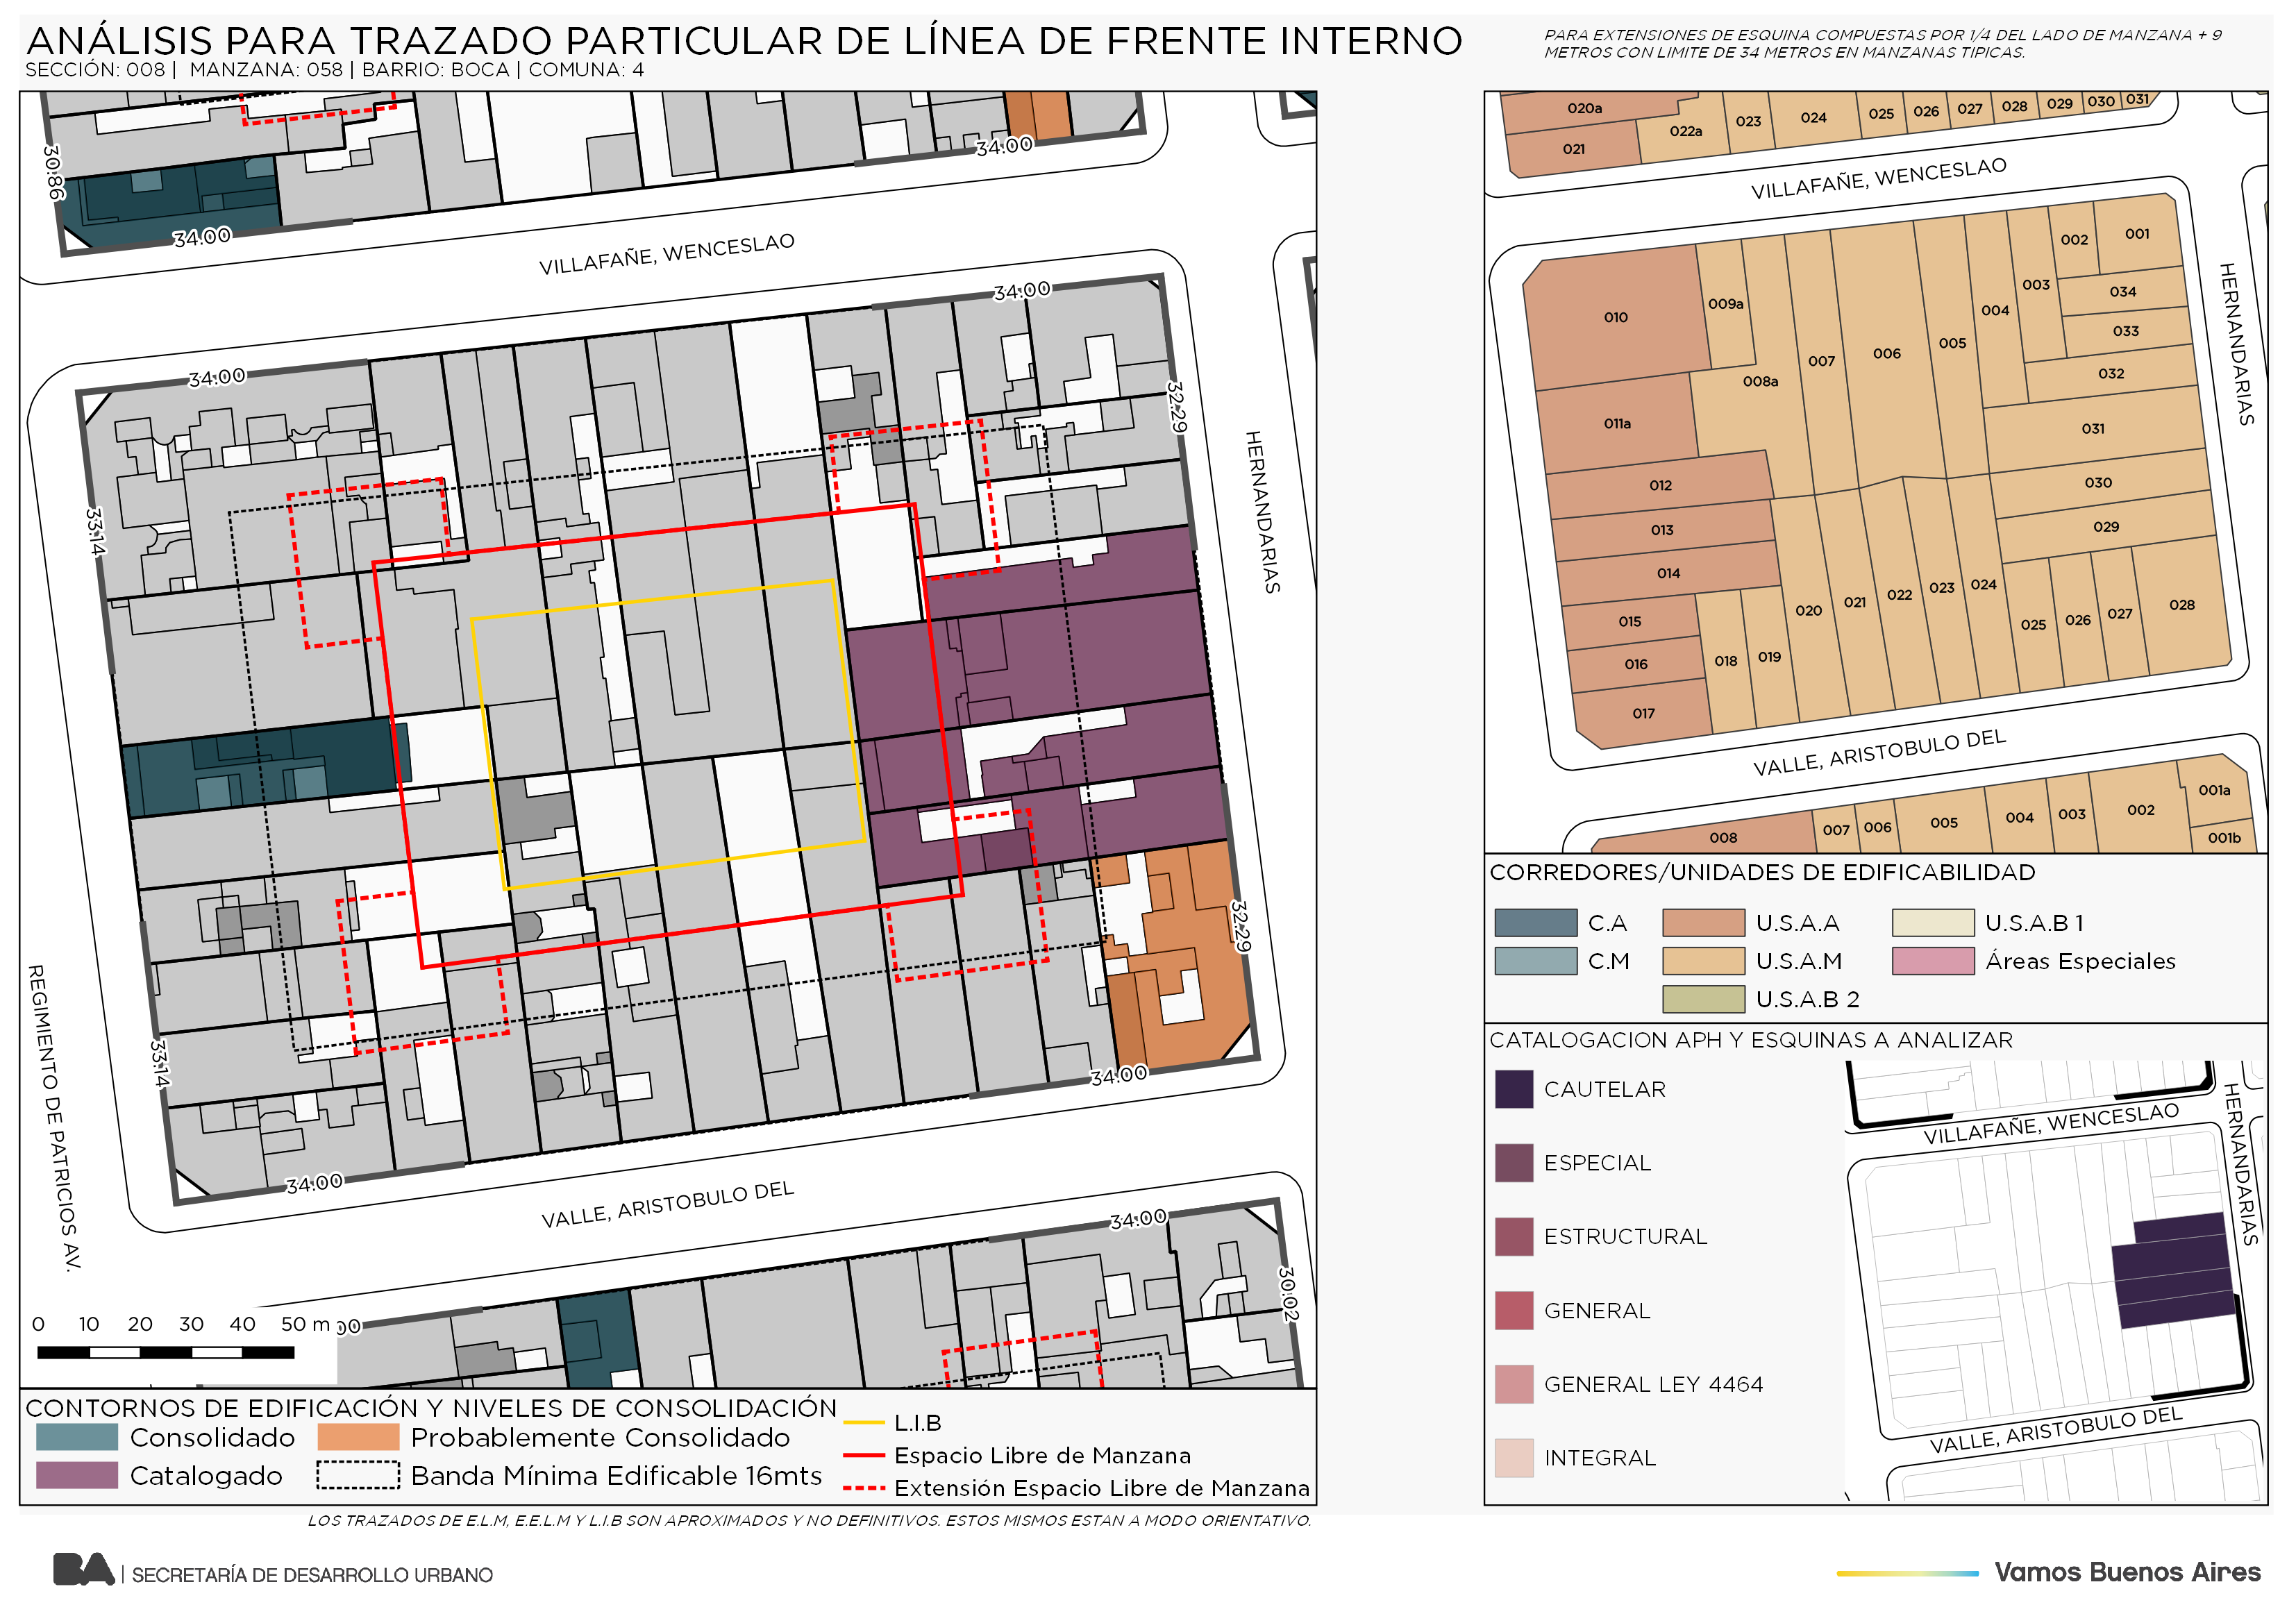 ANÁLISIS PARA TRAZADO PARTICULAR DE LÍNEA DE FRENTE INTERNO
SECCIÓN: 008 | MANZANA: 058 | BARRIO: BOCA | COMUNA: 4
PARA EXTENSIONES DE ESQUINA COMPUESTAS POR 1/4 DEL LADO DE MANZANA + 9
METROS CON LIMITE DE 34 METROS EN MANZANAS TIPICAS.
30.86
34.00
34.00
VILLAFAÑE, WENCESLAO
34.00
34.00
32.29
33.14
HERNANDARIAS
32.29
33.14
REGIMIENTO DE PATRICIOS AV.
34.00
34.00
VALLE, ARISTOBULO DEL
34.00
30.02
00
0 10 20 30 40 50 m
CONTORNOS DE EDIFICACIÓN Y NIVELES DE CONSOLIDACIÓN
Consolidado
Probablemente Consolidado
Catalogado
Banda Mínima Edificable 16mts
L.I.B
Espacio Libre de Manzana
Extensión Espacio Libre de Manzana
LOS TRAZADOS DE E.L.M, E.E.L.M Y L.I.B SON APROXIMADOS Y NO DEFINITIVOS. ESTOS MISMOS ESTAN A MODO ORIENTATIVO.
020a
021
022a
023
024
025
026
027
028
029
030
031
VILLAFAÑE, WENCESLAO
HERNANDARIAS
010
009a
008a
007
006
005
004
003
002
001
034
033
032
031
030
029
011a
012
013
014
015
016
017
018
019
020
021
022
023
024
025
026
027
028
VALLE, ARISTOBULO DEL
008
007
006
005
004
003
002
001a
001b
CORREDORES/UNIDADES DE EDIFICABILIDAD
C.A
U.S.A.A
U.S.A.B 1
C.M
U.S.A.M
Áreas Especiales
U.S.A.B 2
CATALOGACION APH Y ESQUINAS A ANALIZAR
CAUTELAR
ESPECIAL
ESTRUCTURAL
GENERAL
GENERAL LEY 4464
INTEGRAL
VILLAFAÑE, WENCESLAO
HERNANDARIAS
VALLE, ARISTOBULO DEL
BA | SECRETARÍA DE DESARROLLO URBANO
Vamos Buenos Aires